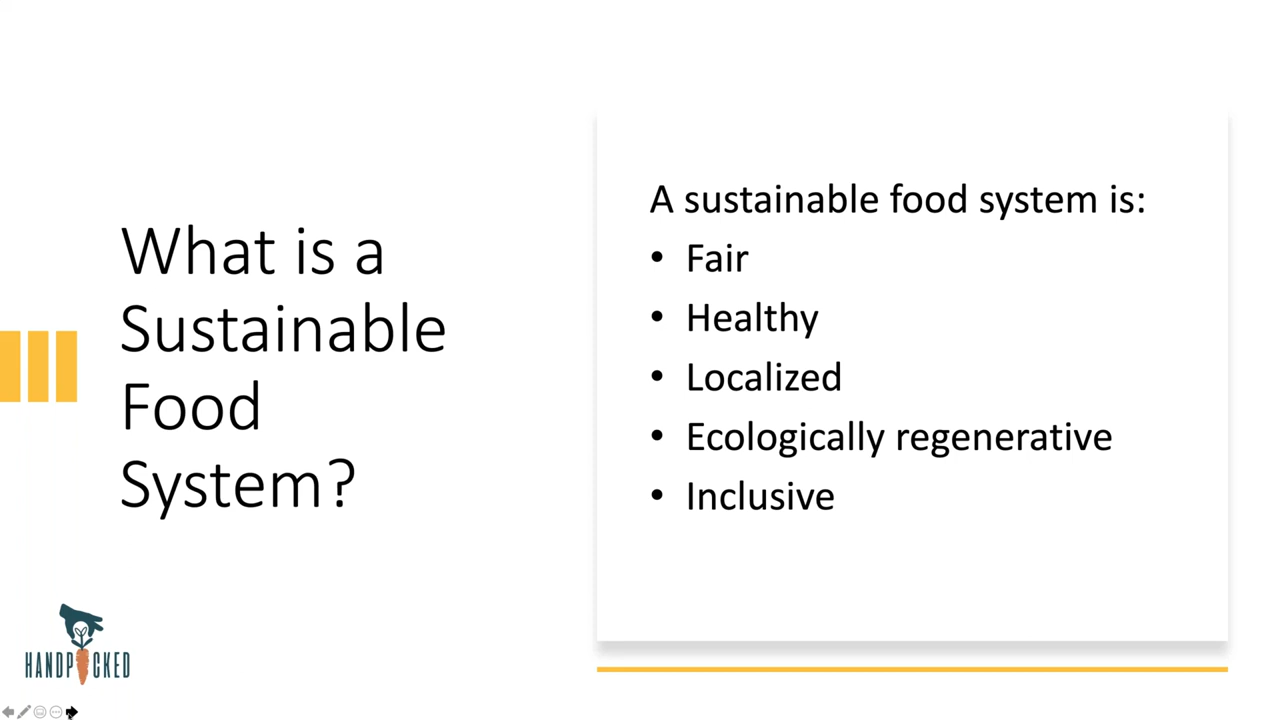 What is a
Sustainable
Food
System?
A sustainable food system is:
• Fair
• Healthy
• Localized
• Ecologically regenerative
• Inclusive
HANDPICKED